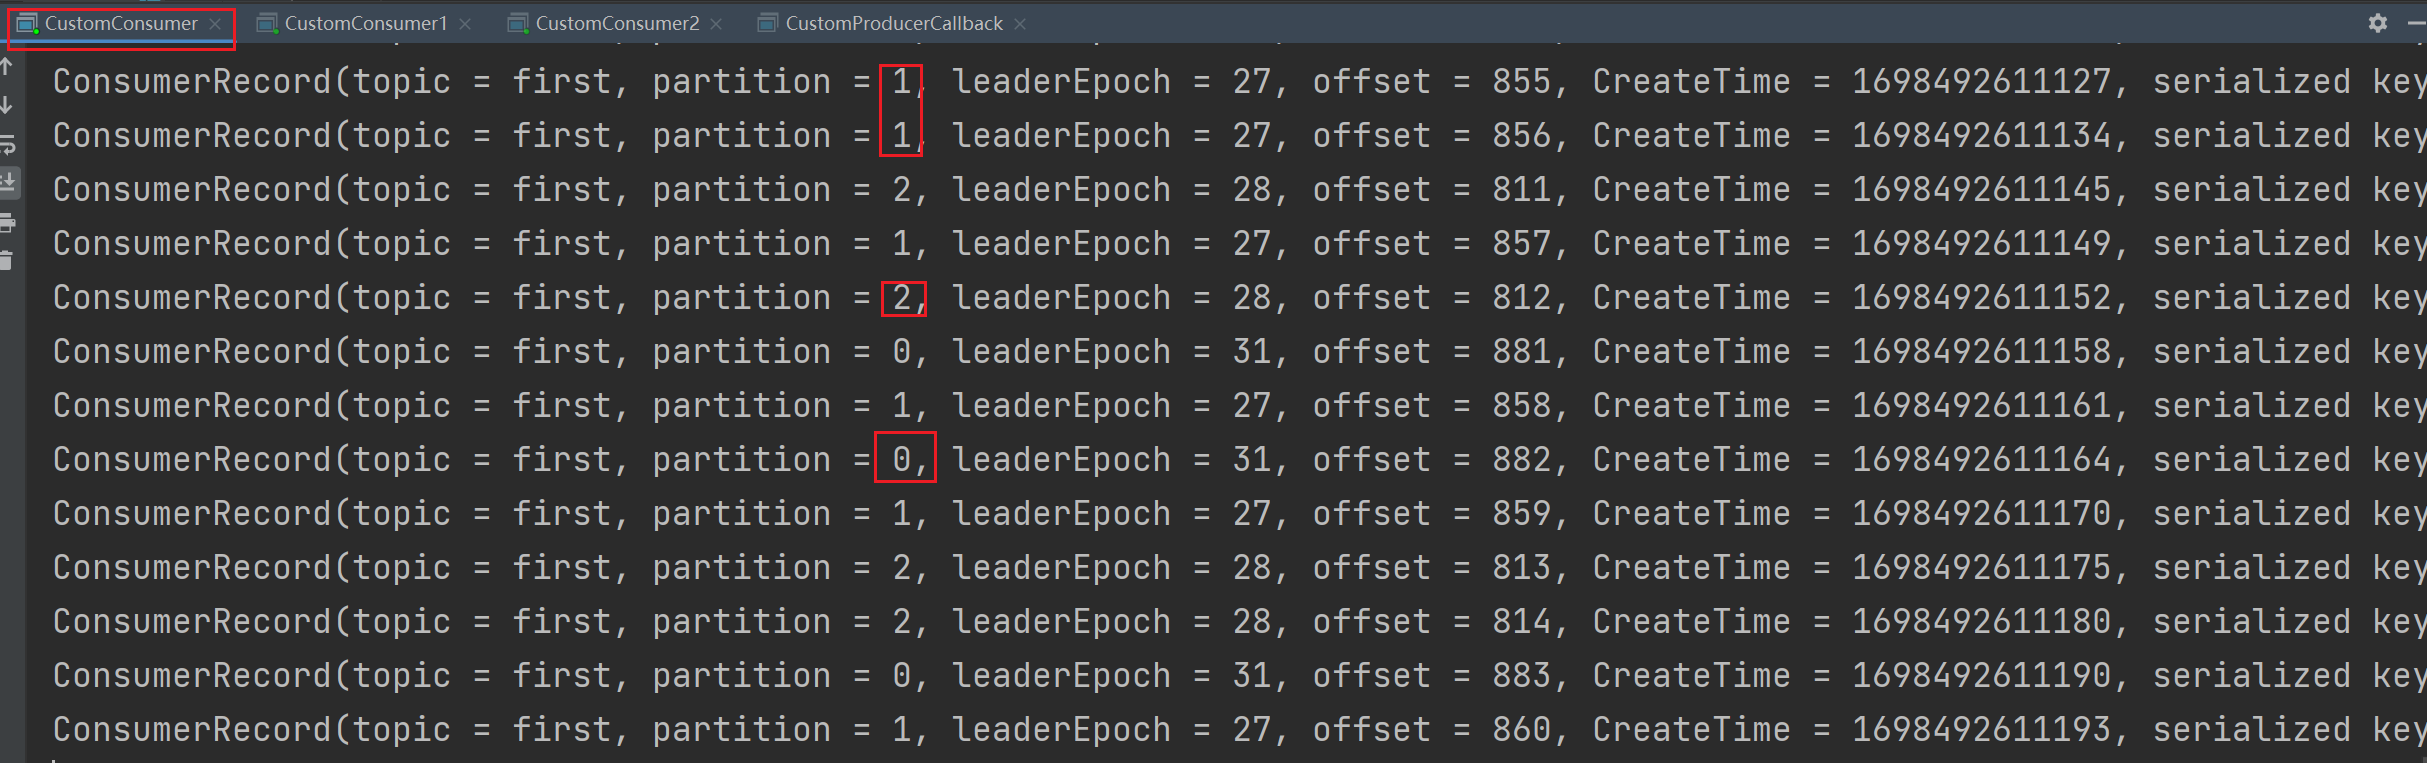 CustomConsumer CustomConsumer1 CustomConsumer2 CustomProducerCallback
ConsumerRecord(topic = first, partition = 1, leaderEpoch = 27, offset = 855, CreateTime = 1698492611127, serialized key
ConsumerRecord(topic = first, partition = 1, leaderEpoch = 27, offset = 856, CreateTime = 1698492611134, serialized key
ConsumerRecord(topic = first, partition = 2, leaderEpoch = 28, offset = 811, CreateTime = 1698492611145, serialized key
ConsumerRecord(topic = first, partition = 1, leaderEpoch = 27, offset = 857, CreateTime = 1698492611149, serialized key
ConsumerRecord(topic = first, partition = 2, leaderEpoch = 28, offset = 812, CreateTime = 1698492611152, serialized key
ConsumerRecord(topic = first, partition = 0, leaderEpoch = 31, offset = 881, CreateTime = 1698492611158, serialized key
ConsumerRecord(topic = first, partition = 1, leaderEpoch = 27, offset = 858, CreateTime = 1698492611161, serialized key
ConsumerRecord(topic = first, partition = 0, leaderEpoch = 31, offset = 882, CreateTime = 1698492611164, serialized key
ConsumerRecord(topic = first, partition = 1, leaderEpoch = 27, offset = 859, CreateTime = 1698492611170, serialized key
ConsumerRecord(topic = first, partition = 2, leaderEpoch = 28, offset = 813, CreateTime = 1698492611175, serialized key
ConsumerRecord(topic = first, partition = 2, leaderEpoch = 28, offset = 814, CreateTime = 1698492611180, serialized key
ConsumerRecord(topic = first, partition = 0, leaderEpoch = 31, offset = 883, CreateTime = 1698492611190, serialized key
ConsumerRecord(topic = first, partition = 1, leaderEpoch = 27, offset = 860, CreateTime = 1698492611193, serialized key